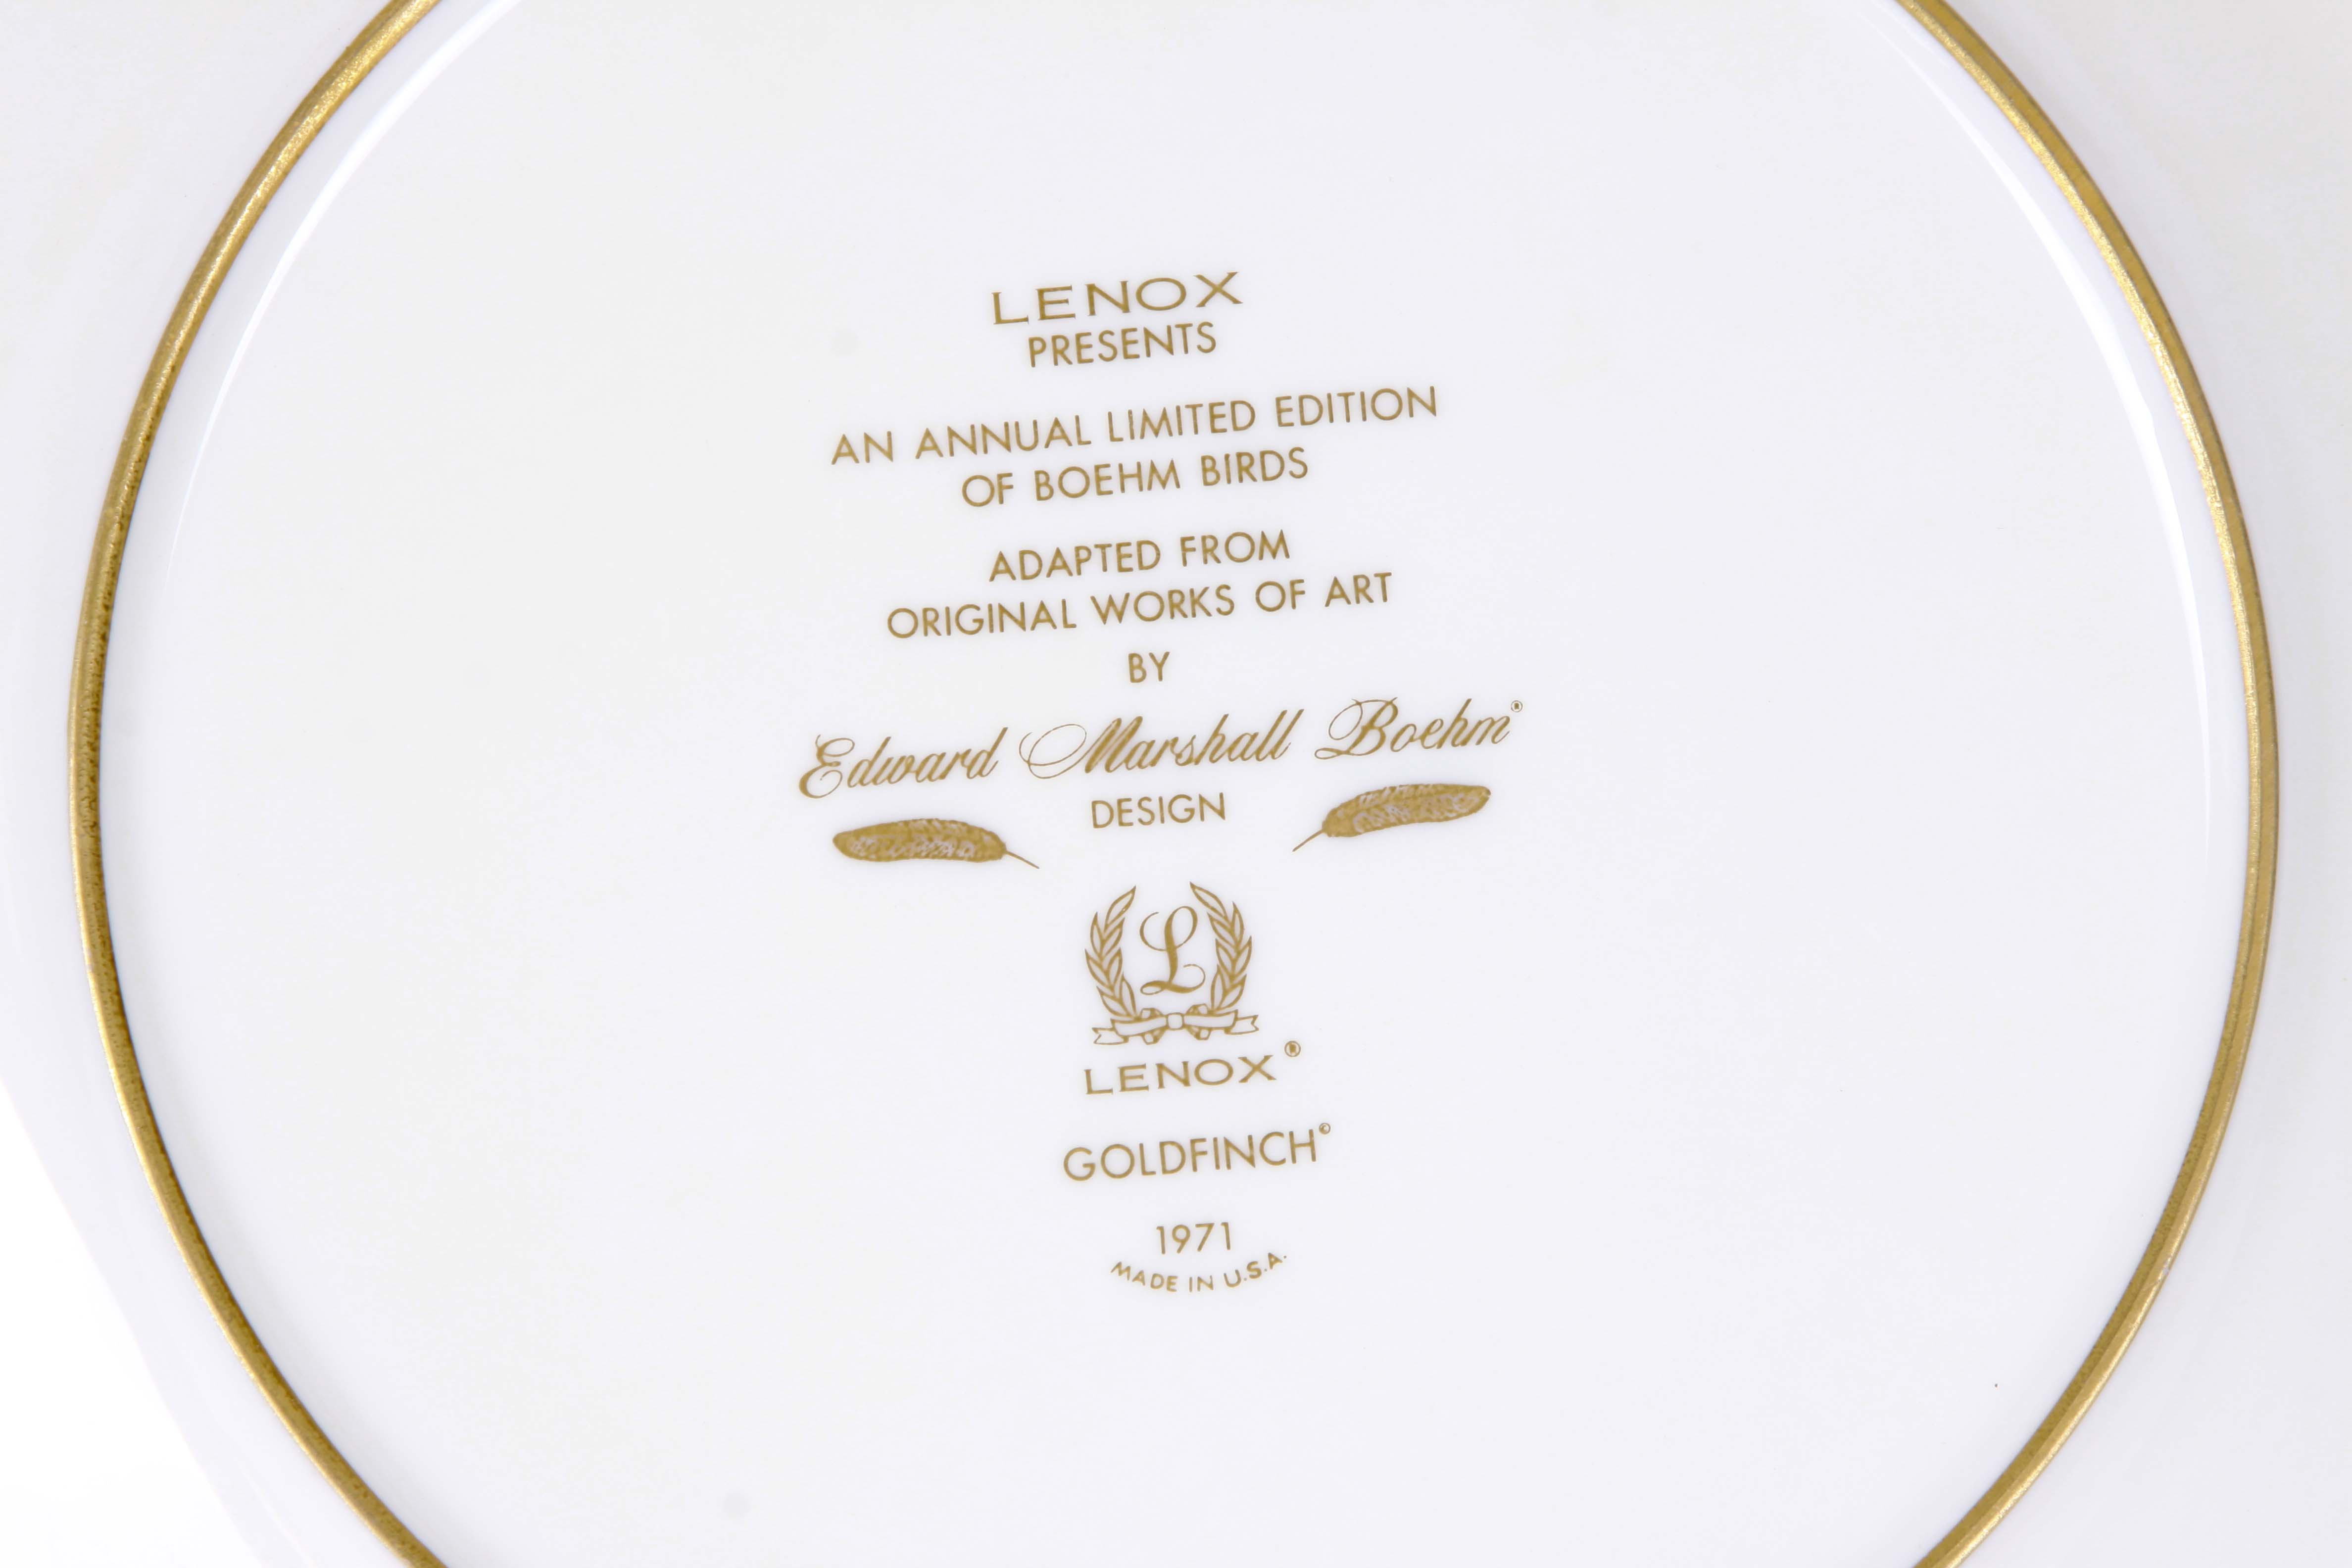 LENOX
PRESENTS
AN ANNUAL LIMITED EDITION
OF BOEHM BIRDS
ADAPTED FROM
ORIGINAL WORKS OF ART
BY
Edward Marshall Boehm®
DESIGN
L
LENOX®
GOLDFINCH©
1971
MADE IN U.S.A.